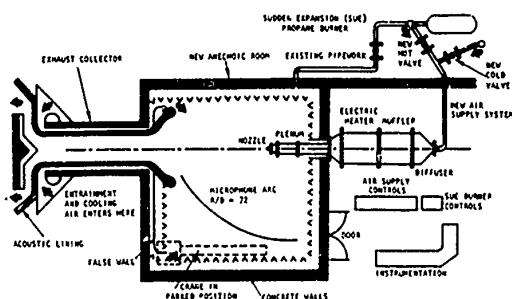 SUDDEN EXPANSION (SUE)
PROPANE BURNER
EXHAUST COLLECTOR
NEW ANECHOIC ROOM
EXISTING PIPEWORK
NEW
HOT
VALVE
NEW
COLD
VALVE
NEW AIR
SUPPLY SYSTEM
ELECTRIC
HEATER MUFFLER
PLENUM
NOZZLE
DIFFUSER
MICROPHONE ARC
R/D = 72
AIR SUPPLY
CONTROLS
SUE BURNER
CONTROLS
ENTRAINMENT
AND COOLING
AIR ENTERS HERE
ACOUSTIC LINING
DOOR
FALSE WALL
INSTRUMENTATION
CRANE IN
PARKED POSITION
CONCRETE WALLS